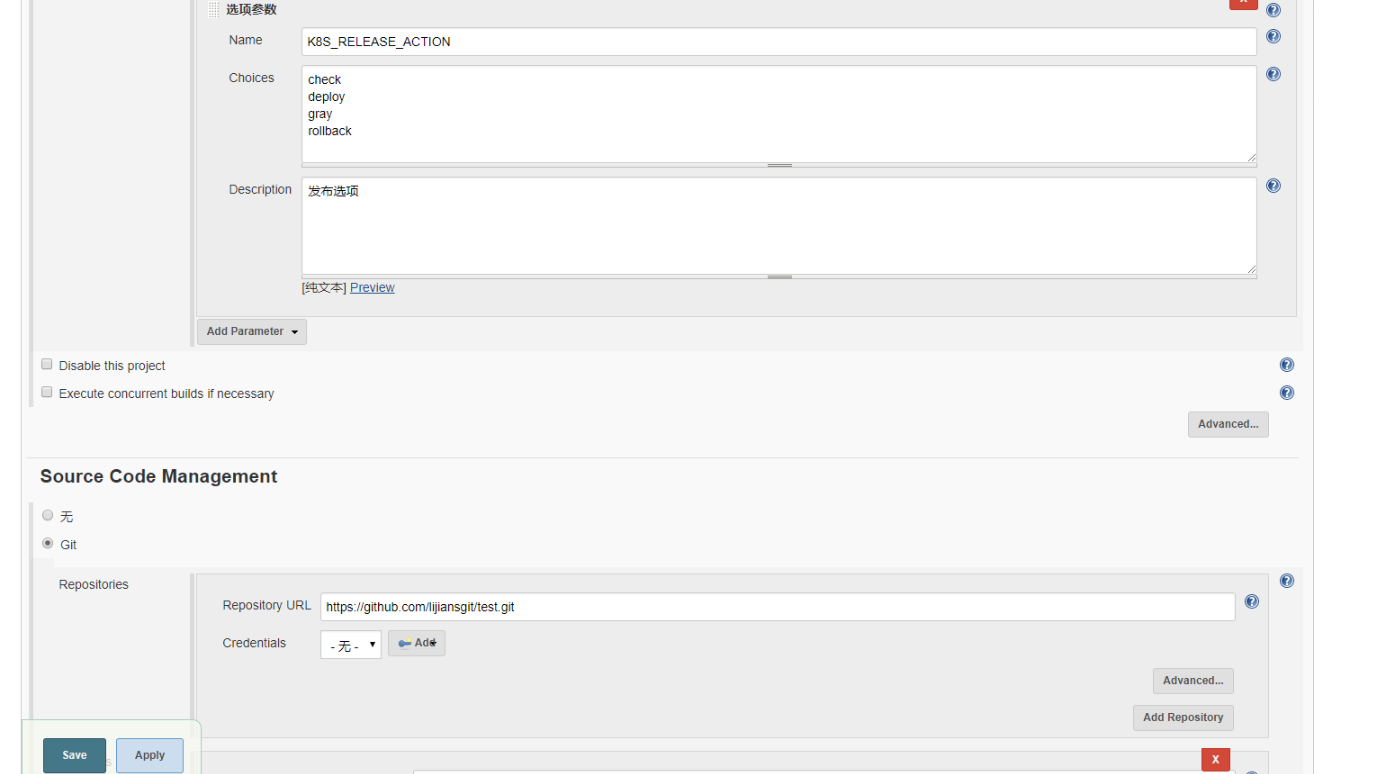 选项参数
Name
K8S_RELEASE_ACTION
Choices
check
deploy
gray
rollback
Description
发布选项
[纯文本] Preview
Add Parameter
Disable this project
Execute concurrent builds if necessary
Advanced...
Source Code Management
无
Git
Repositories
Repository URL
https://github.com/lijiansgit/test.git
Credentials
- 无 -
Add
Advanced...
Add Repository
Save
Apply
s
X